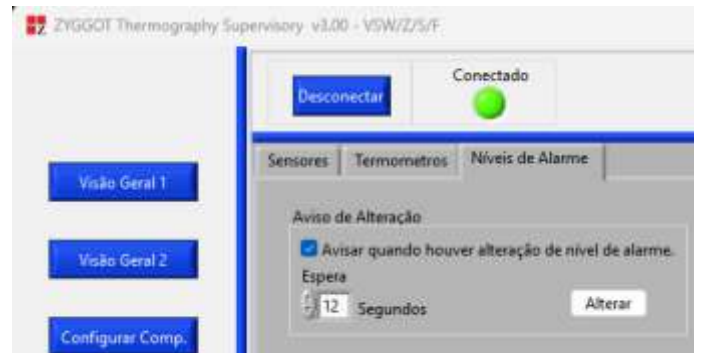 ZYGGOT Thermography Supervisory v3.00 - VSW/Z/S/F
Desconectar
Conectado
Sensores
Termometros
Níveis de Alarme
Visão Geral 1
Visão Geral 2
Configurar Comp.
Aviso de Alteração
Avisar quando houver alteração de nível de alarme.
Espera
12 Segundos
Alterar